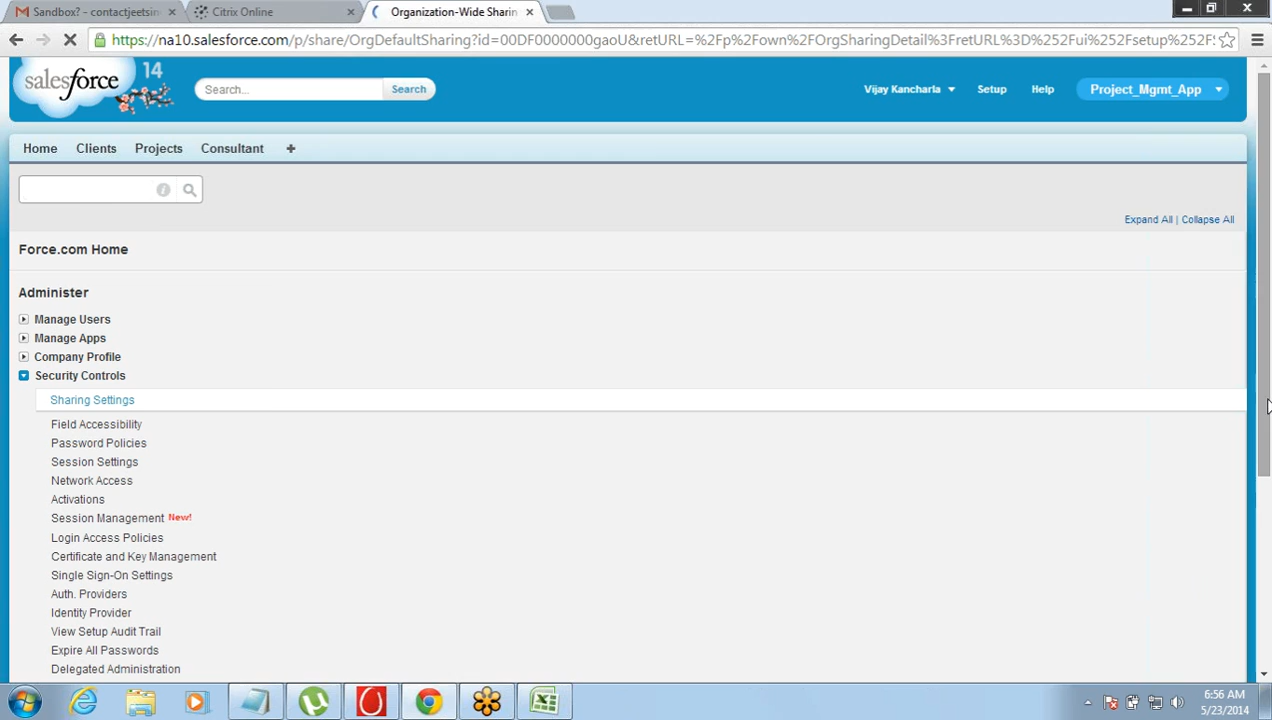 Sandbox? - contactjeetsin
Citrix Online
Organization-Wide Sharin
https://na10.salesforce.com/p/share/OrgDefaultSharing?id=00DF0000000gaoU&retURL=%2Fp%2Fown%2FOrgSharingDetail%3FretURL%3D%252Fui%252Fsetup%252FS
salesforce
14
Search...
Search
Vijay Kancharla
Setup
Help
Project_Mgmt_App
Home
Clients
Projects
Consultant
+
Expand All | Collapse All
Force.com Home
Administer
Manage Users
Manage Apps
Company Profile
Security Controls
Sharing Settings
Field Accessibility
Password Policies
Session Settings
Network Access
Activations
Session Management New!
Login Access Policies
Certificate and Key Management
Single Sign-On Settings
Auth. Providers
Identity Provider
View Setup Audit Trail
Expire All Passwords
Delegated Administration
6:56 AM
5/23/2014